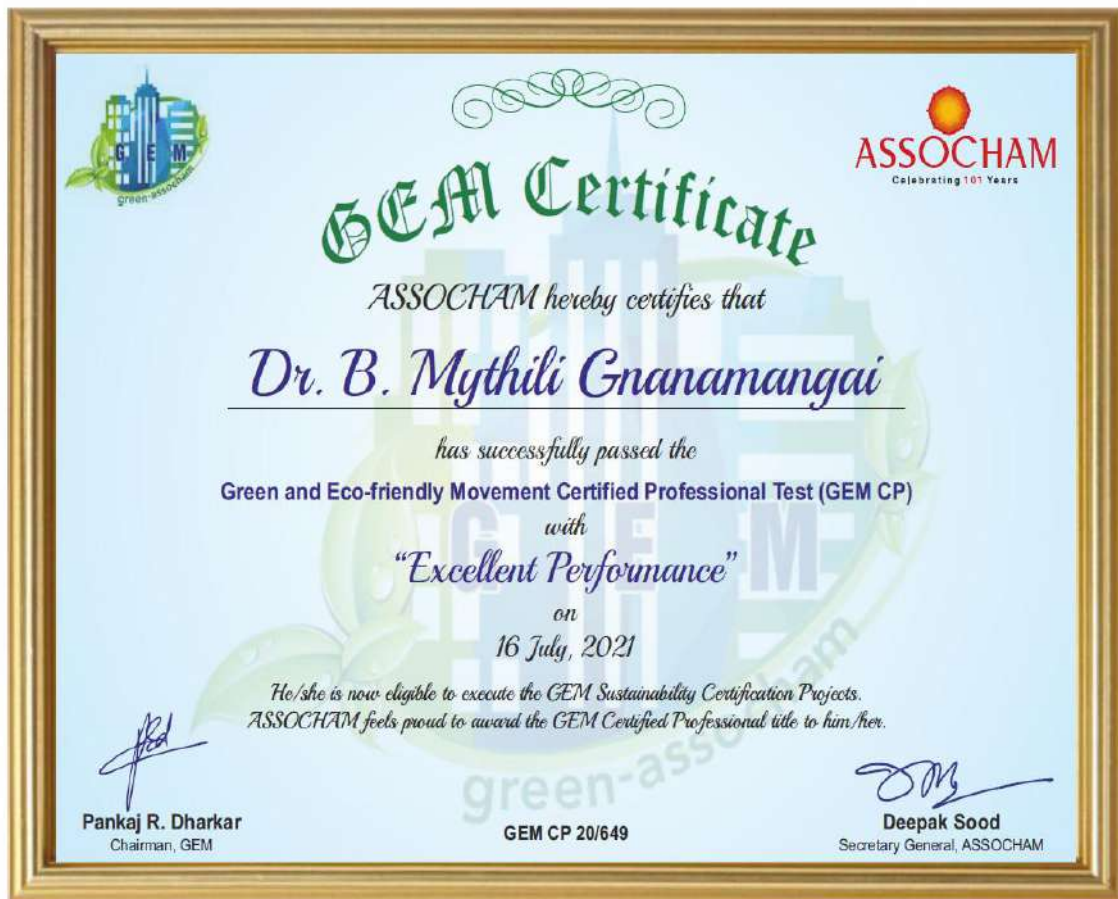 G E M
green-assocham
ASSOCHAM
Celebrating 101 Years
GEM Certificate
ASSOCHAM hereby certifies that
Dr. B. Mythili Gnanamangai
has successfully passed the
Green and Eco-friendly Movement Certified Professional Test (GEM CP)
with
“Excellent Performance”
on
16 July, 2021
He/she is now eligible to execute the GEM Sustainability Certification Projects.
ASSOCHAM feels proud to award the GEM Certified Professional title to him/her.
G E M
green-assocham
Pankaj R. Dharkar
Chairman, GEM
GEM CP 20/649
Deepak Sood
Secretary General, ASSOCHAM